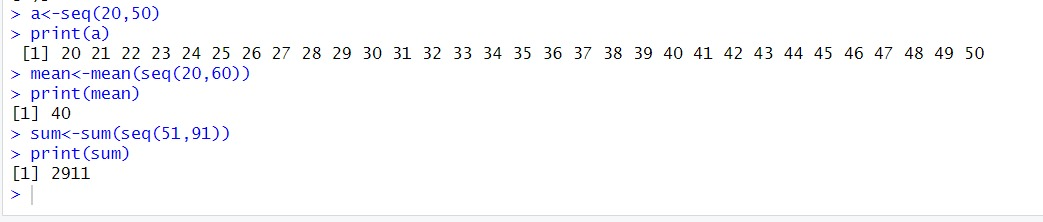 > a<-seq(20,50)
> print(a)
 [1] 20 21 22 23 24 25 26 27 28 29 30 31 32 33 34 35 36 37 38 39 40 41 42 43 44 45 46 47 48 49 50
> mean<-mean(seq(20,60))
> print(mean)
[1] 40
> sum<-sum(seq(51,91))
> print(sum)
[1] 2911
>